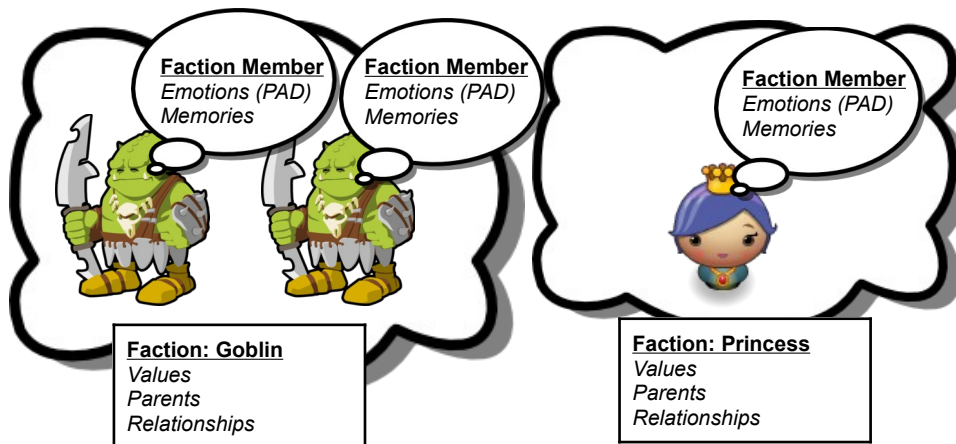 Faction Member
Emotions (PAD)
Memories
Faction Member
Emotions (PAD)
Memories
Faction Member
Emotions (PAD)
Memories
Faction: Goblin
Values
Parents
Relationships
Faction: Princess
Values
Parents
Relationships